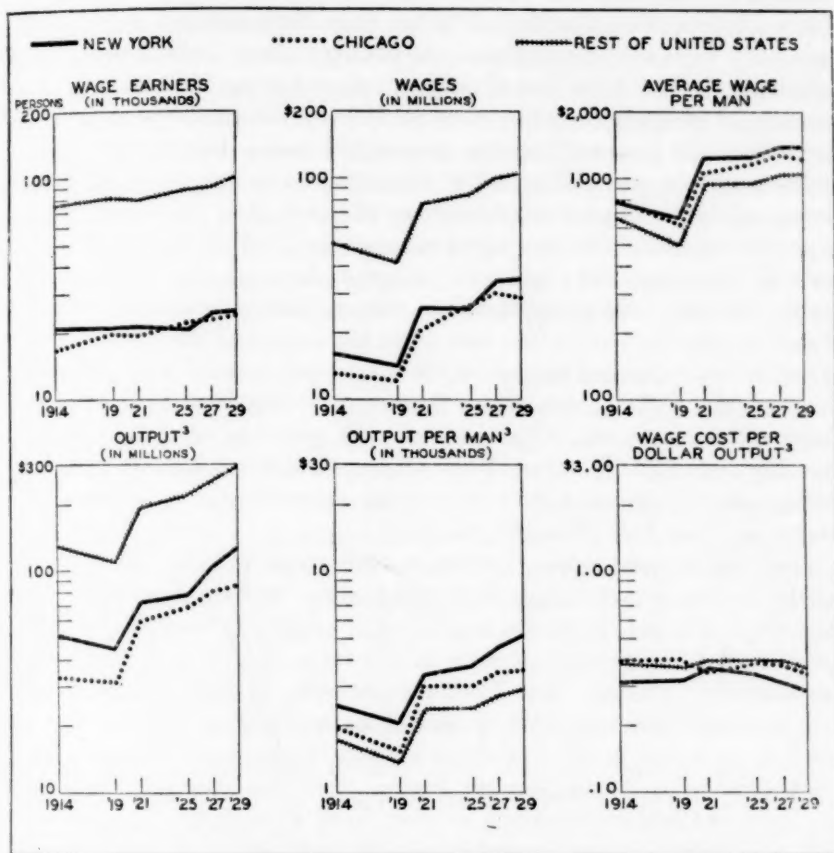 NEW YORK CHICAGO REST OF UNITED STATES
WAGE EARNERS
(IN THOUSANDS)
PERSONS
200
100
10
1914 '19 '21 '25 '27 '29
WAGES
(IN MILLIONS)
$200
100
10
1914 '19 '21 '25 '27 '29
AVERAGE WAGE
PER MAN
$2,000
1,000
100
1914 '19 '21 '25 '27 '29
OUTPUT³
(IN MILLIONS)
$300
100
10
1914 '19 '21 '25 '27 '29
OUTPUT PER MAN³
(IN THOUSANDS)
$30
10
1
1914 '19 '21 '25 '27 '29
WAGE COST PER
DOLLAR OUTPUT³
$3.00
1.00
.10
1914 '19 '21 '25 '27 '29